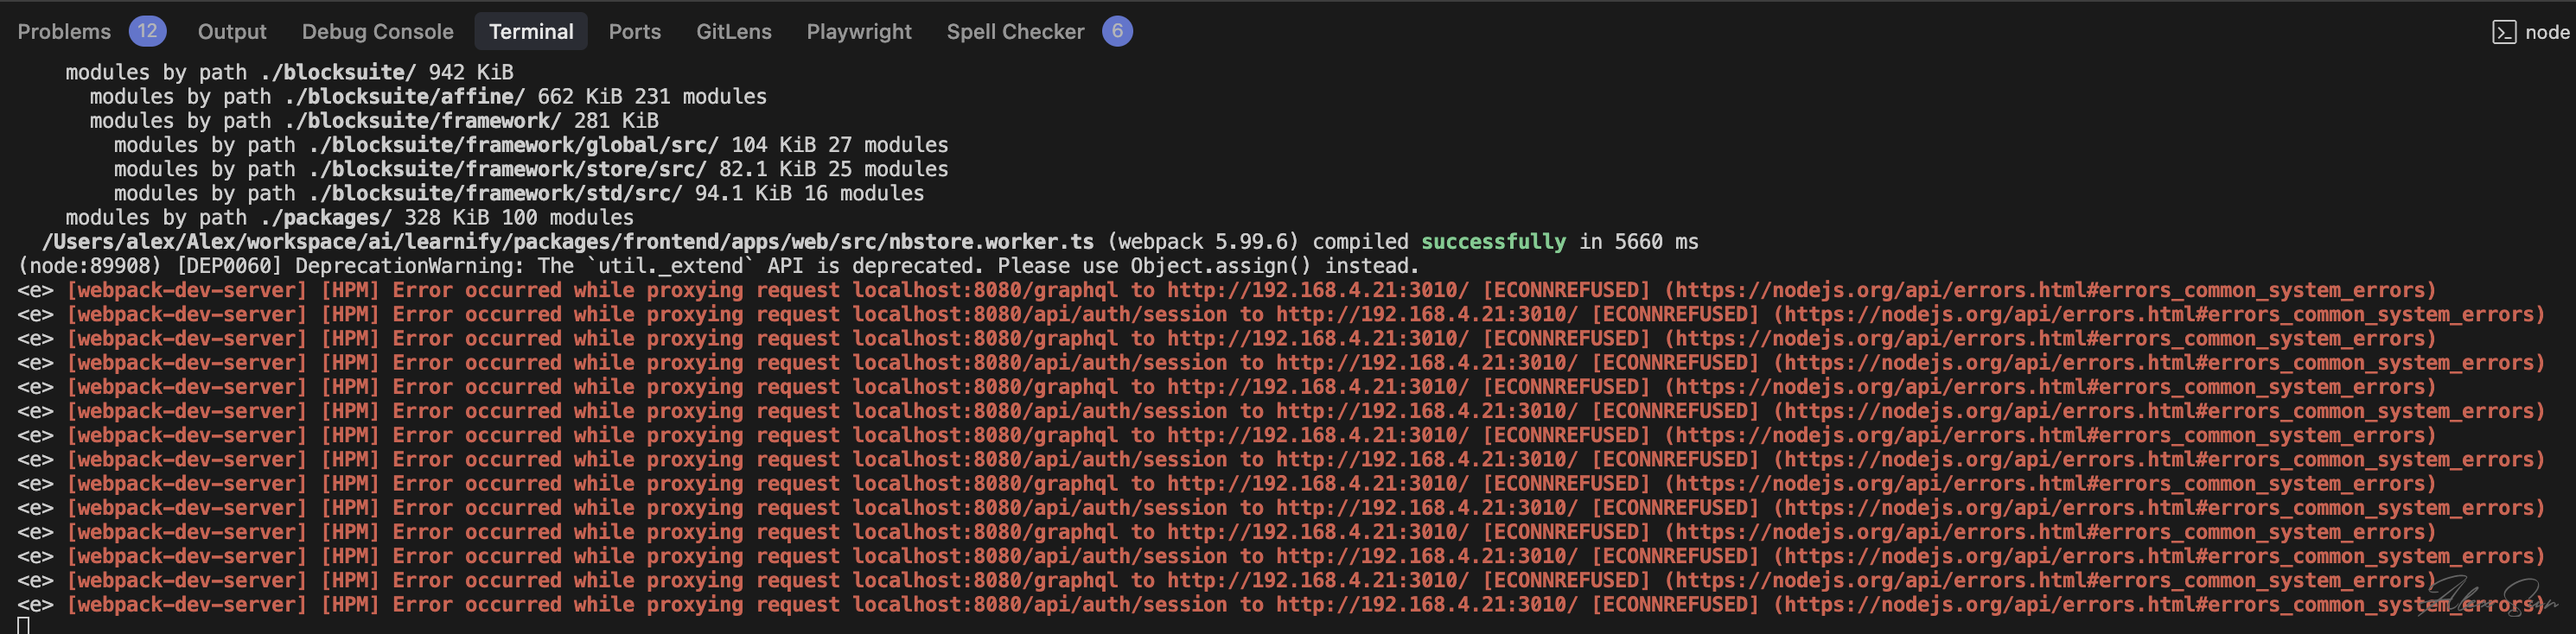 Problems 12 Output Debug Console Terminal Ports GitLens Playwright Spell Checker 6 node
modules by path ./blocksuite/ 942 KiB
modules by path ./blocksuite/affine/ 662 KiB 231 modules
modules by path ./blocksuite/framework/ 281 KiB
modules by path ./blocksuite/framework/global/src/ 104 KiB 27 modules
modules by path ./blocksuite/framework/store/src/ 82.1 KiB 25 modules
modules by path ./blocksuite/framework/std/src/ 94.1 KiB 16 modules
modules by path ./packages/ 328 KiB 100 modules
/Users/alex/Alex/workspace/ai/learnify/packages/frontend/apps/web/src/nbstore.worker.ts (webpack 5.99.6) compiled successfully in 5660 ms
(node:89908) [DEP0060] DeprecationWarning: The `util._extend` API is deprecated. Please use Object.assign() instead.
<e> [webpack-dev-server] [HPM] Error occurred while proxying request localhost:8080/graphql to http://192.168.4.21:3010/ [ECONNREFUSED] (https://nodejs.org/api/errors.html#errors_common_system_errors)
<e> [webpack-dev-server] [HPM] Error occurred while proxying request localhost:8080/api/auth/session to http://192.168.4.21:3010/ [ECONNREFUSED] (https://nodejs.org/api/errors.html#errors_common_system_errors)
<e> [webpack-dev-server] [HPM] Error occurred while proxying request localhost:8080/graphql to http://192.168.4.21:3010/ [ECONNREFUSED] (https://nodejs.org/api/errors.html#errors_common_system_errors)
<e> [webpack-dev-server] [HPM] Error occurred while proxying request localhost:8080/api/auth/session to http://192.168.4.21:3010/ [ECONNREFUSED] (https://nodejs.org/api/errors.html#errors_common_system_errors)
<e> [webpack-dev-server] [HPM] Error occurred while proxying request localhost:8080/graphql to http://192.168.4.21:3010/ [ECONNREFUSED] (https://nodejs.org/api/errors.html#errors_common_system_errors)
<e> [webpack-dev-server] [HPM] Error occurred while proxying request localhost:8080/api/auth/session to http://192.168.4.21:3010/ [ECONNREFUSED] (https://nodejs.org/api/errors.html#errors_common_system_errors)
<e> [webpack-dev-server] [HPM] Error occurred while proxying request localhost:8080/graphql to http://192.168.4.21:3010/ [ECONNREFUSED] (https://nodejs.org/api/errors.html#errors_common_system_errors)
<e> [webpack-dev-server] [HPM] Error occurred while proxying request localhost:8080/api/auth/session to http://192.168.4.21:3010/ [ECONNREFUSED] (https://nodejs.org/api/errors.html#errors_common_system_errors)
<e> [webpack-dev-server] [HPM] Error occurred while proxying request localhost:8080/graphql to http://192.168.4.21:3010/ [ECONNREFUSED] (https://nodejs.org/api/errors.html#errors_common_system_errors)
<e> [webpack-dev-server] [HPM] Error occurred while proxying request localhost:8080/api/auth/session to http://192.168.4.21:3010/ [ECONNREFUSED] (https://nodejs.org/api/errors.html#errors_common_system_errors)
<e> [webpack-dev-server] [HPM] Error occurred while proxying request localhost:8080/graphql to http://192.168.4.21:3010/ [ECONNREFUSED] (https://nodejs.org/api/errors.html#errors_common_system_errors)
<e> [webpack-dev-server] [HPM] Error occurred while proxying request localhost:8080/api/auth/session to http://192.168.4.21:3010/ [ECONNREFUSED] (https://nodejs.org/api/errors.html#errors_common_system_errors)
<e> [webpack-dev-server] [HPM] Error occurred while proxying request localhost:8080/graphql to http://192.168.4.21:3010/ [ECONNREFUSED] (https://nodejs.org/api/errors.html#errors_common_system_errors)
<e> [webpack-dev-server] [HPM] Error occurred while proxying request localhost:8080/api/auth/session to http://192.168.4.21:3010/ [ECONNREFUSED] (https://nodejs.org/api/errors.html#errors_common_system_errors)